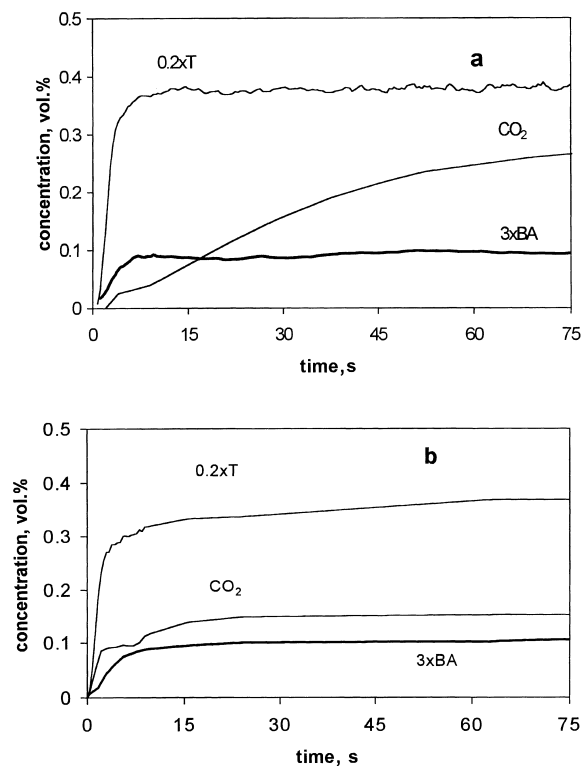 0.5
a
0.2xT
0.4
CO₂
0.3
0.2
3xBA
0.1
0
concentration, vol.%
0 15 30 45 60 75
time,s
0.5
b
0.2xT
0.4
0.3
CO₂
0.2
0.1
3xBA
0
concentration, vol.%
0 15 30 45 60 75
time, s